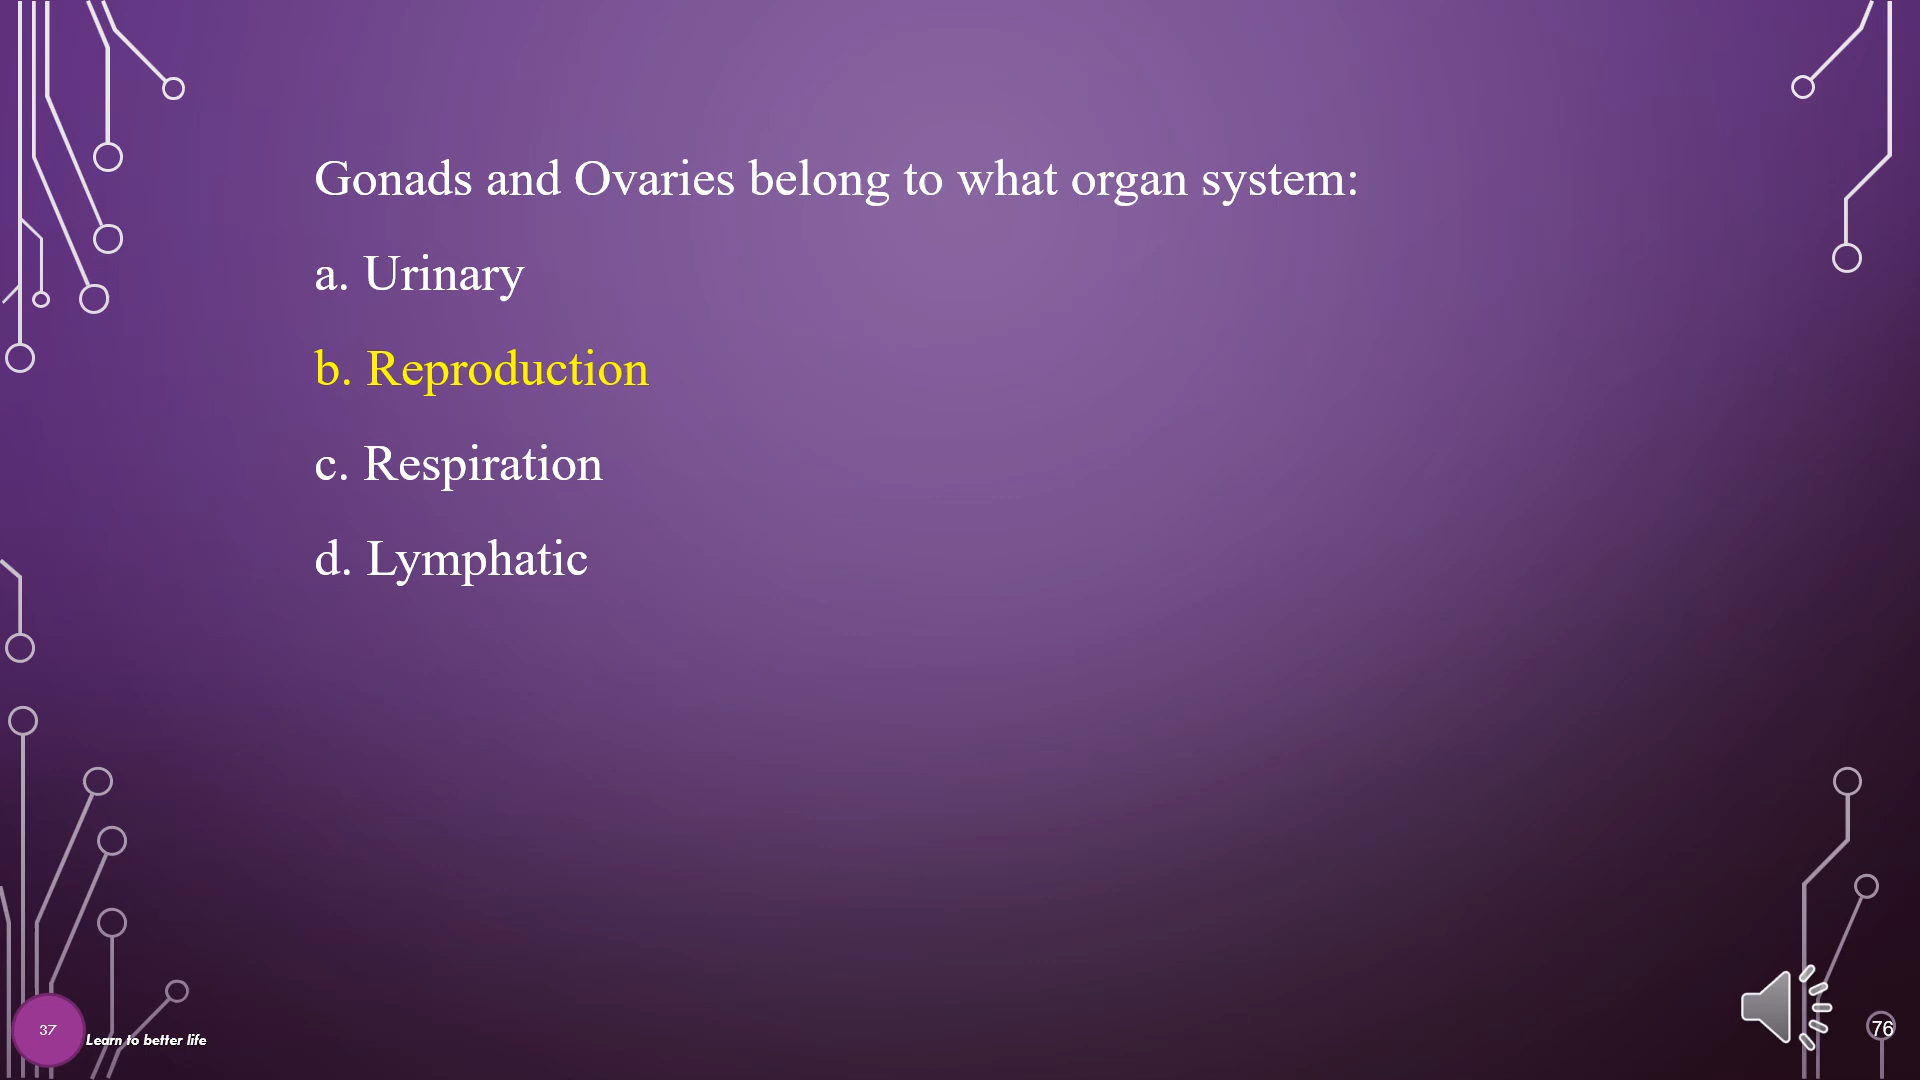 Gonads and Ovaries belong to what organ system:
a. Urinary
b. Reproduction
c. Respiration
d. Lymphatic
37
Learn to better life
76